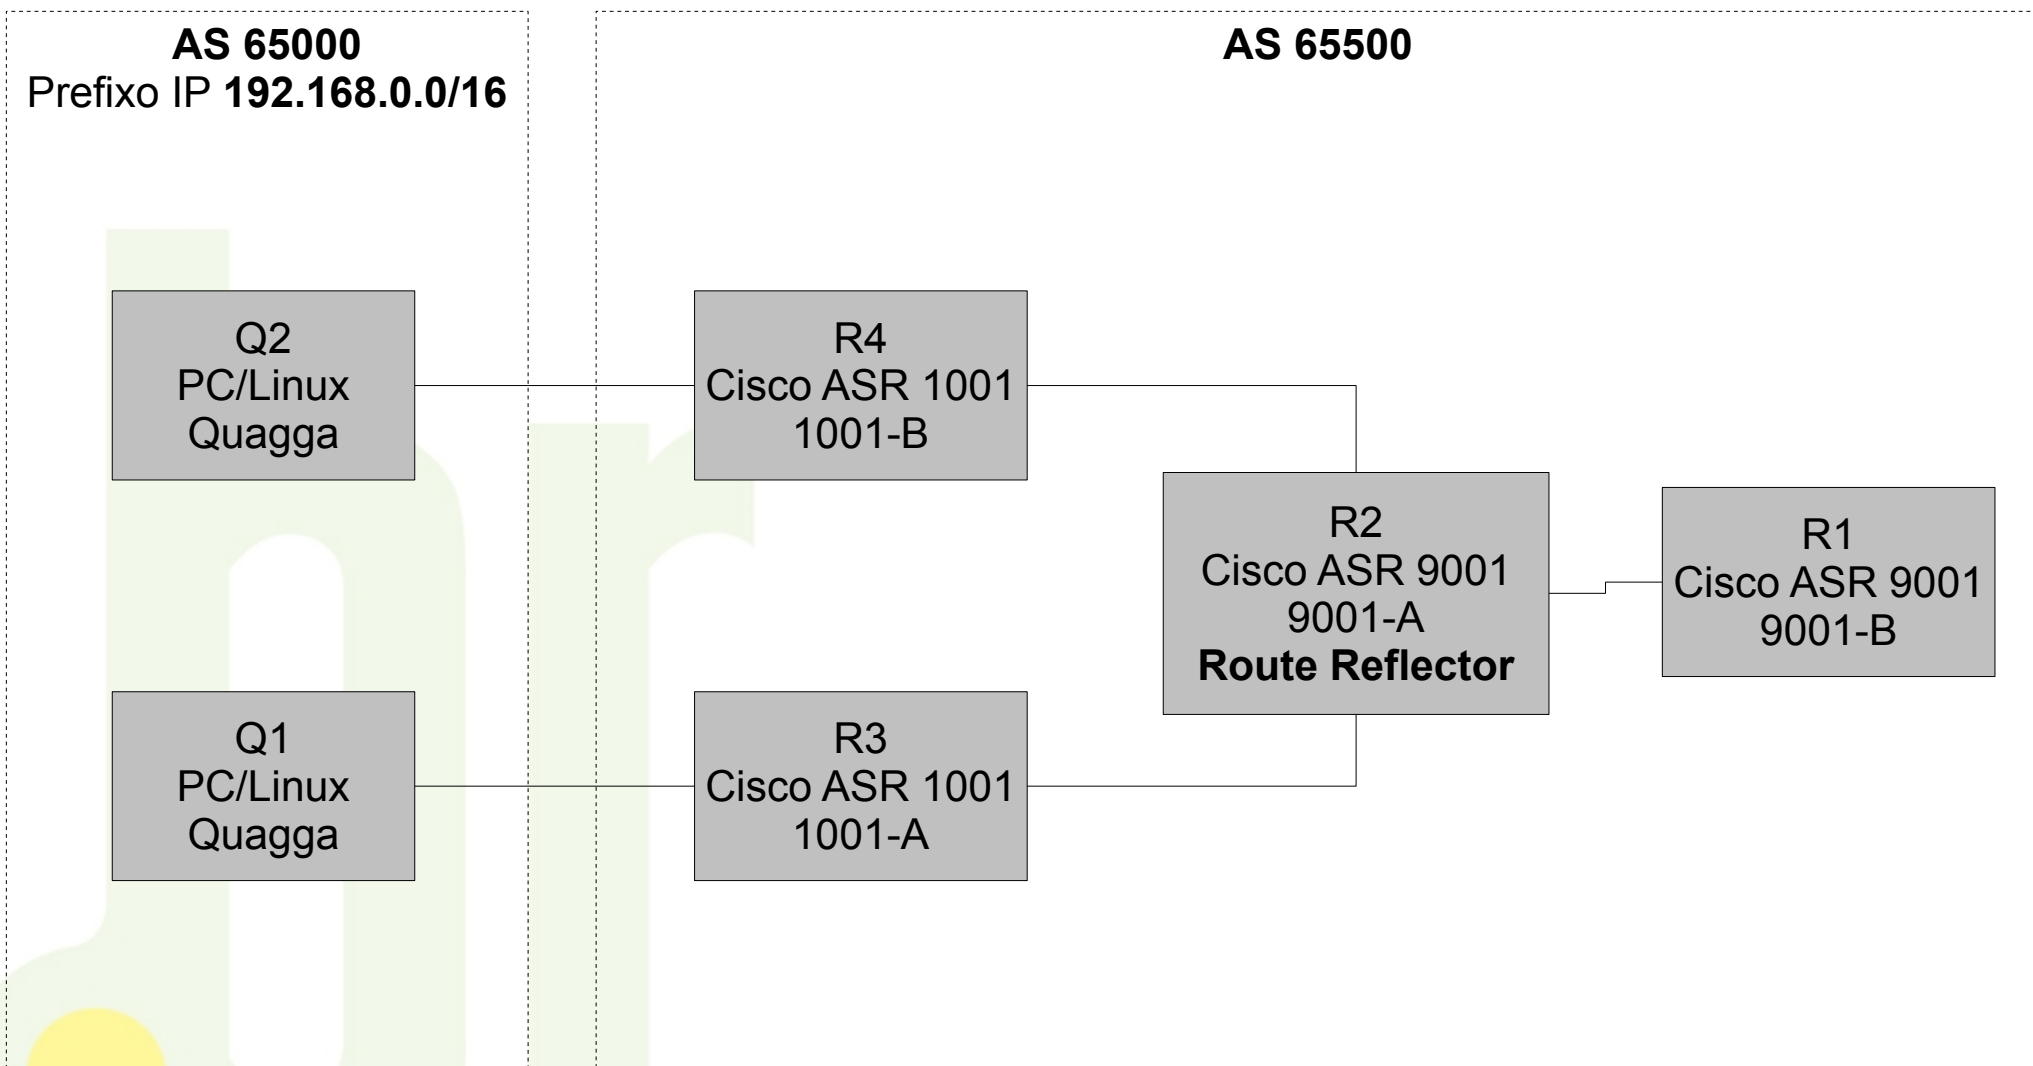 AS 65000
Prefixo IP 192.168.0.0/16
AS 65500
Q2
PC/Linux
Quagga
R4
Cisco ASR 1001
1001-B
R2
Cisco ASR 9001
9001-A
Route Reflector
R1
Cisco ASR 9001
9001-B
Q1
PC/Linux
Quagga
R3
Cisco ASR 1001
1001-A